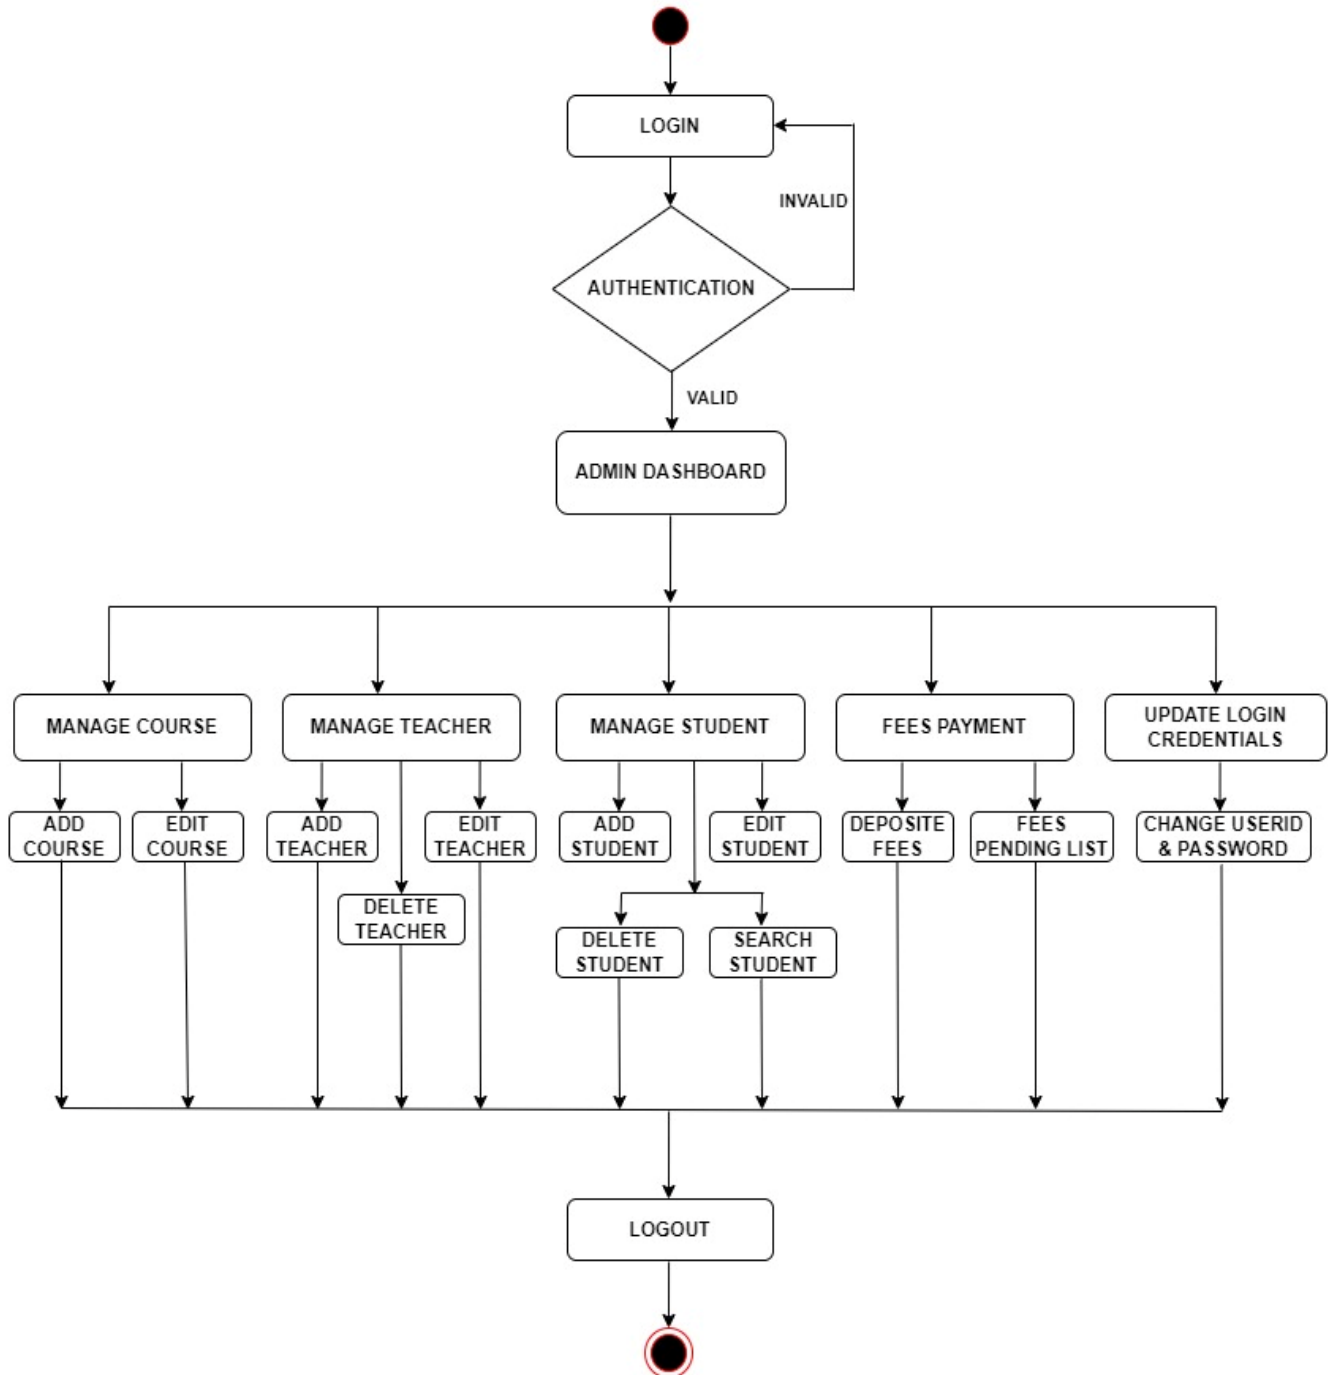 LOGIN
INVALID
AUTHENTICATION
VALID
ADMIN DASHBOARD
MANAGE COURSE
MANAGE TEACHER
MANAGE STUDENT
FEES PAYMENT
UPDATE LOGIN
CREDENTIALS
ADD
COURSE
EDIT
COURSE
ADD
TEACHER
EDIT
TEACHER
ADD
STUDENT
EDIT
STUDENT
DEPOSITE
FEES
FEES
PENDING LIST
CHANGE USERID
& PASSWORD
DELETE
TEACHER
DELETE
STUDENT
SEARCH
STUDENT
LOGOUT